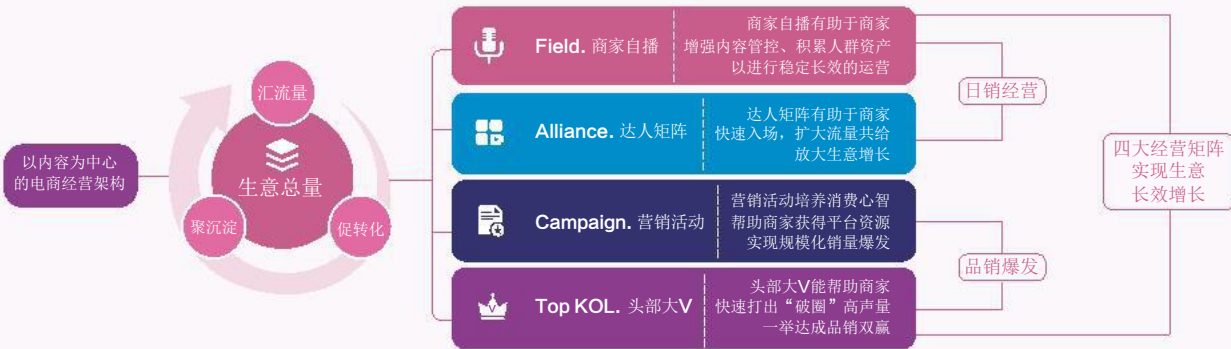 以内容为中心
的电商经营架构
汇流量
生意总量
聚沉淀
促转化
Field. 商家自播
商家自播有助于商家
增强内容管控、积累人群资产
以进行稳定长效的运营
Alliance. 达人矩阵
达人矩阵有助于商家
快速入场，扩大流量共给
放大生意增长
Campaign. 营销活动
营销活动培养消费心智
帮助商家获得平台资源
实现规模化销量爆发
Top KOL. 头部大V
头部大V能帮助商家
快速打出“破圈”高声量
一举达成品销双赢
日销经营
品销爆发
四大经营矩阵
实现生意
长效增长